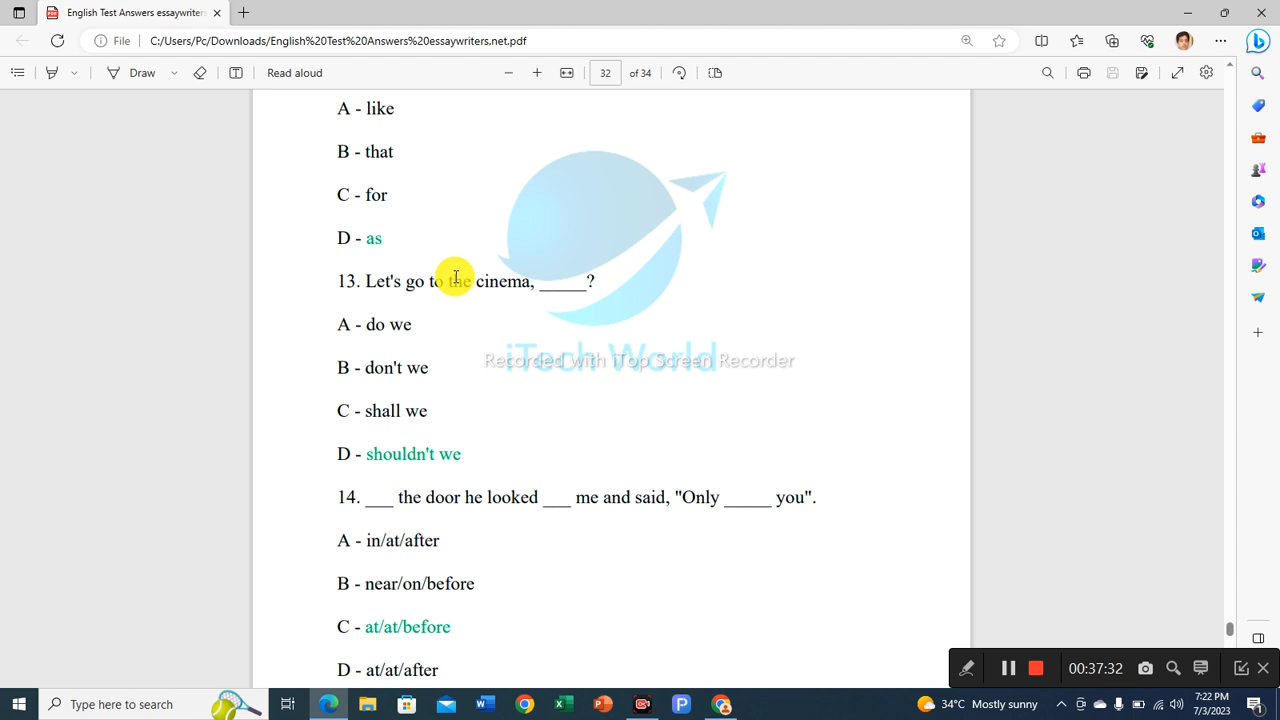 English Test Answers essaywriters
File
C:/Users/Pc/Downloads/English%20Test%20Answers%20essaywriters.net.pdf
Draw
Read aloud
32
of 34
A - like
B - that
C - for
D - as
13. Let's go to the cinema, _____?
A - do we
B - don't we
iTech World
Recorded with iTop Screen Recorder
C - shall we
D - shouldn't we
14. ___ the door he looked ___ me and said, "Only _____ you".
A - in/at/after
B - near/on/before
C - at/at/before
D - at/at/after
00:37:32
Type here to search
34°C Mostly sunny
7:22 PM
7/3/2023